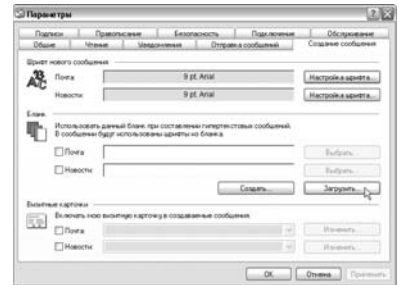 Параметры
Подписи Правописание Безопасность Подключение Обслуживание
Общие Чтение Уведомления Отправка сообщений Создание сообщения
Шрифт нового сообщения
Почта 9 pt. Arial Настройка шрифта...
Новости 9 pt. Arial Настройка шрифта...
Бланк
Использовать данный бланк при составлении гипертекстовых сообщений.
В сообщении будут использованы шрифты из бланка.
Почта Выбрать...
Новости Выбрать...
Создать... Загрузить...
Визитные карточки
Включать мою визитную карточку в создаваемые сообщения.
Почта Изменить...
Новости Изменить...
ОК Отмена Применить